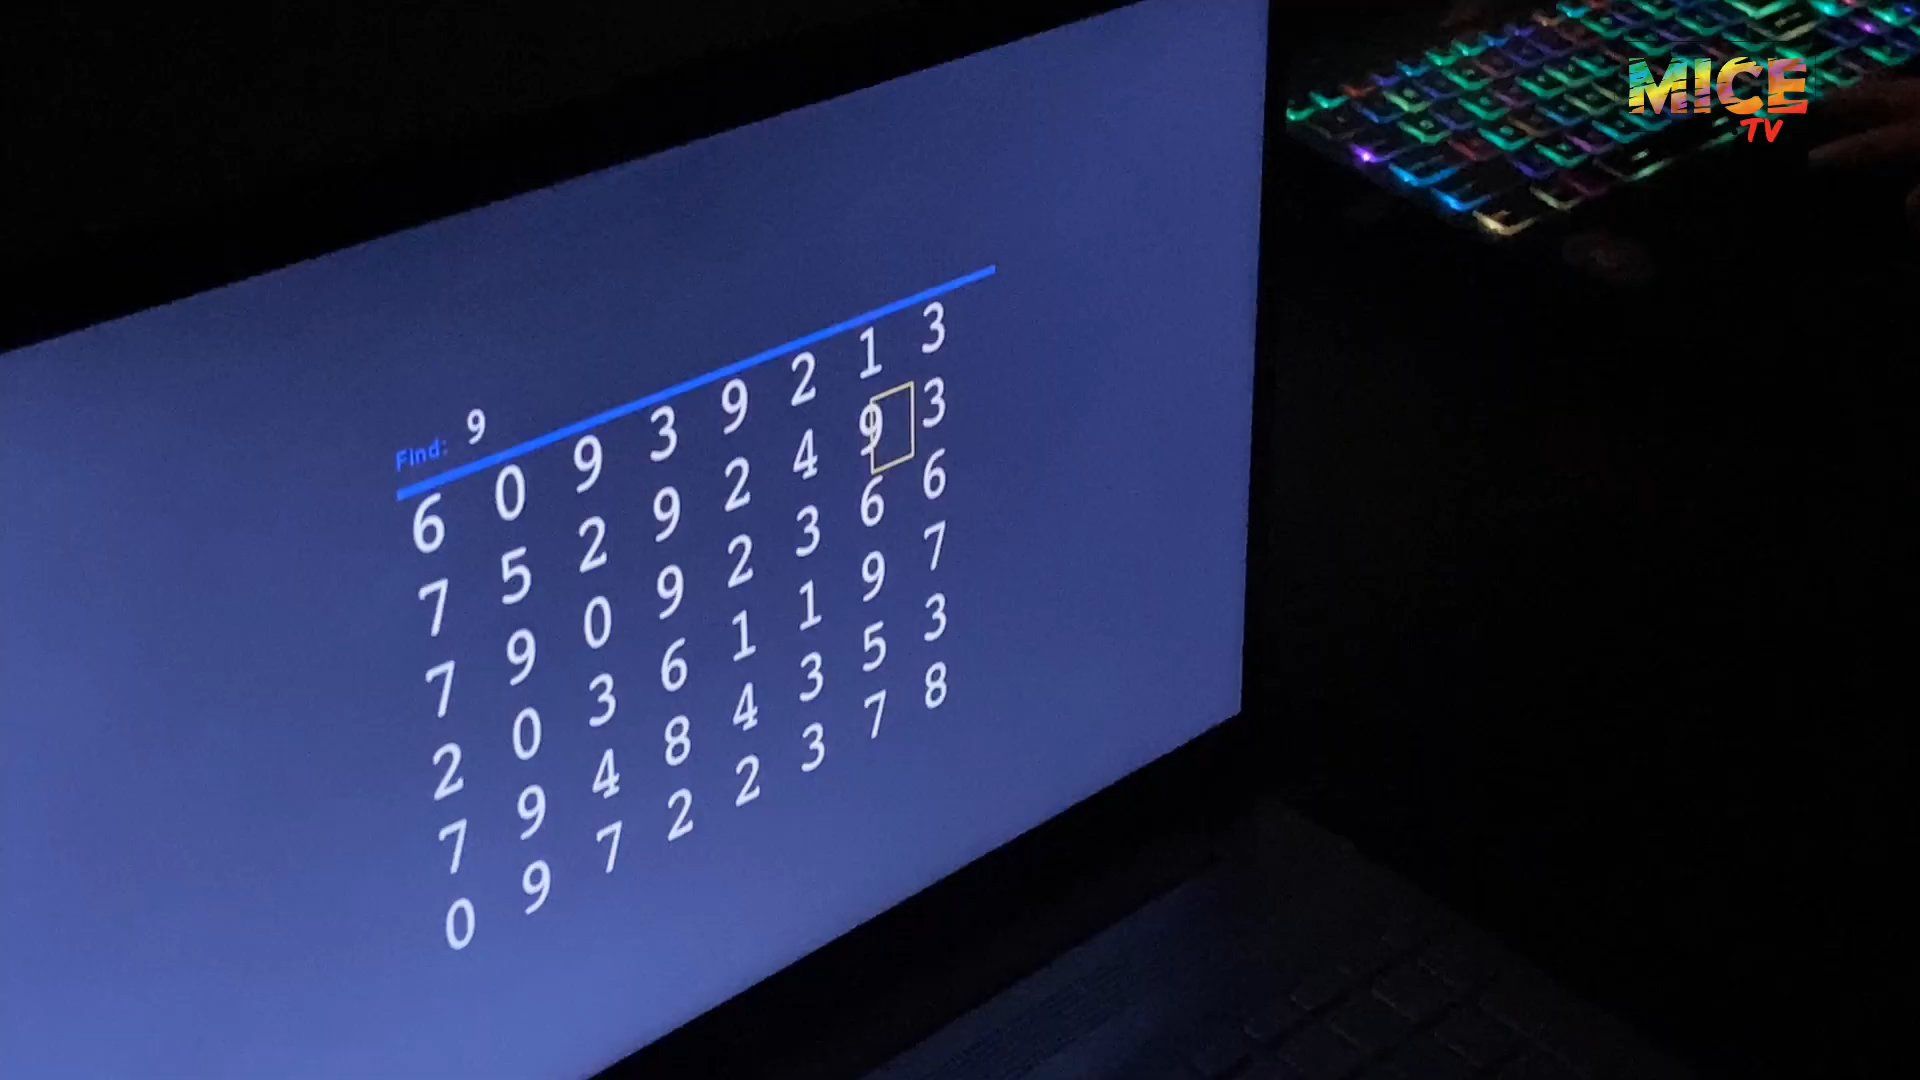 MICE
TV
Find: 9
6 0 9 3 9 2 1 3
7 5 2 9 2 4 9 3
7 9 0 9 2 3 6 6
2 0 3 6 1 1 9 7
7 9 4 8 4 3 5 3
0 9 7 2 2 3 7 8